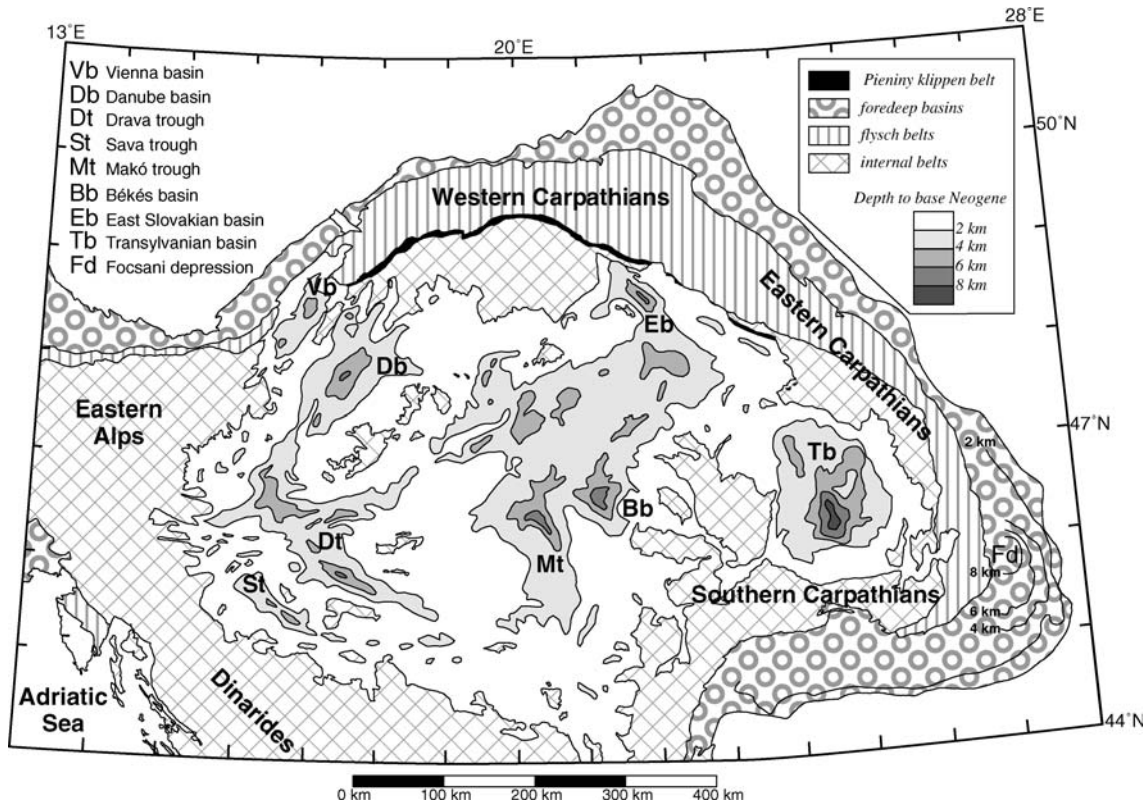 13°E
20°E
28°E
Vb Vienna basin
Db Danube basin
Dt Drava trough
St Sava trough
Mt Makó trough
Bb Békés basin
Eb East Slovakian basin
Tb Transylvanian basin
Fd Focsani depression
Pieniny klippen belt
foredeep basins
flysch belts
internal belts
Depth to base Neogene
2 km
4 km
6 km
8 km
50°N
47°N
44°N
Western Carpathians
Eastern Carpathians
Vb
Eb
Db
Eastern
Alps
Tb
2 km
Bb
Dt
Mt
St
Fd
8 km
6 km
4 km
Southern Carpathians
Adriatic
Sea
Dinarides
0 km 100 km 200 km 300 km 400 km